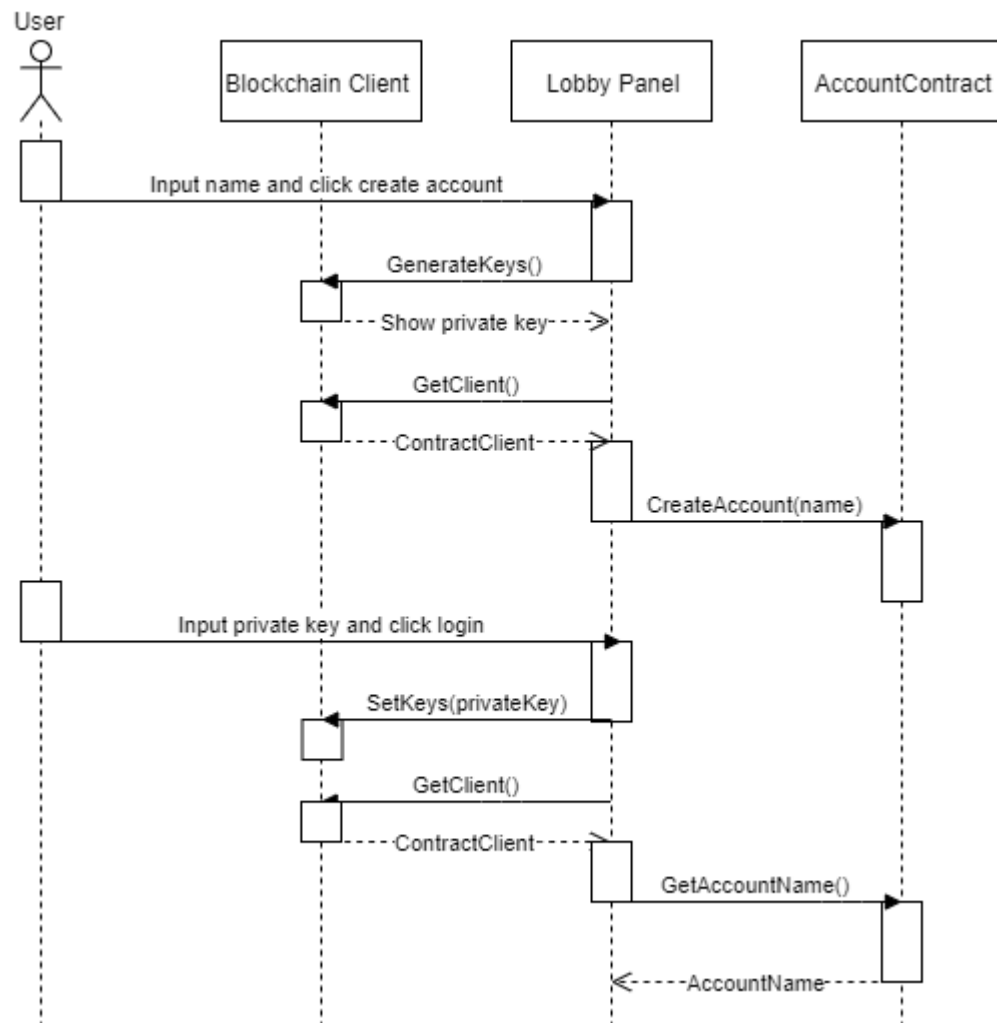 User
Blockchain Client
Lobby Panel
AccountContract
Input name and click create account
GenerateKeys()
Show private key
GetClient()
ContractClient
CreateAccount(name)
Input private key and click login
SetKeys(privateKey)
GetClient()
ContractClient
GetAccountName()
AccountName